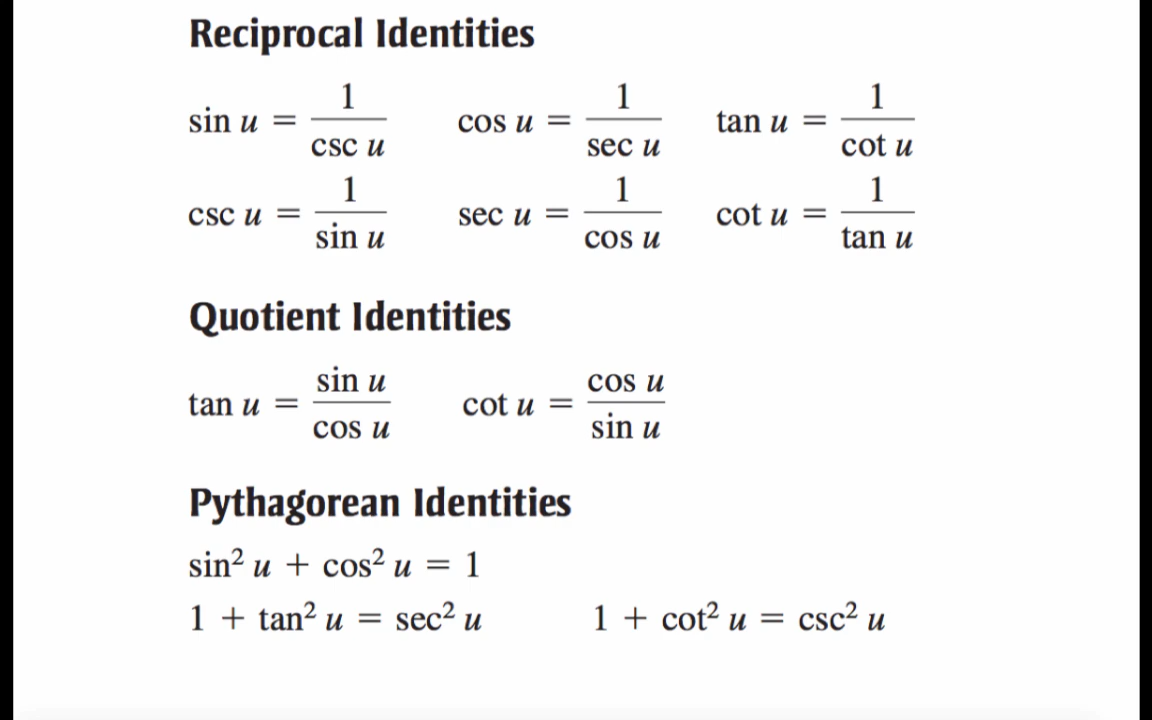 Reciprocal Identities
sin u = 1/csc u    cos u = 1/sec u    tan u = 1/cot u
csc u = 1/sin u    sec u = 1/cos u    cot u = 1/tan u
Quotient Identities
tan u = sin u/cos u    cot u = cos u/sin u
Pythagorean Identities
sin² u + cos² u = 1
1 + tan² u = sec² u    1 + cot² u = csc² u